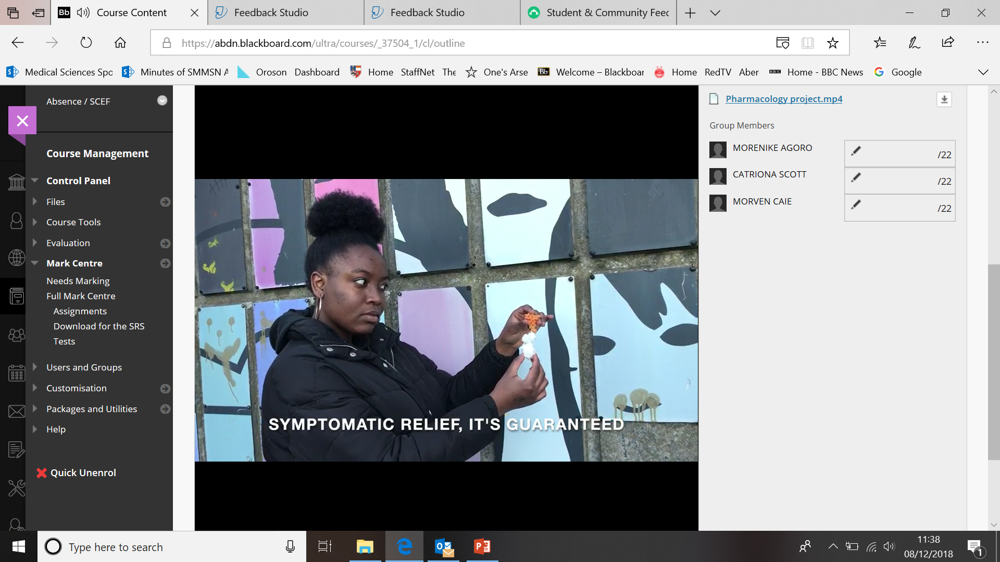 Bb Course Content
Feedback Studio
Feedback Studio
Student & Community Feec
https://abdn.blackboard.com/ultra/courses/_37504_1/cl/outline
Medical Sciences Spo
Minutes of SMMSN A
Oroson
Dashboard
Home
StaffNet
The
One's Arse
Bb Welcome – Blackboar
Home
RedTV
Aber
BBC Home - BBC News
G Google
Absence / SCEF
Course Management
Control Panel
Files
Course Tools
Evaluation
Mark Centre
Needs Marking
Full Mark Centre
Assignments
Download for the SRS
Tests
Users and Groups
Customisation
Packages and Utilities
Help
Quick Unenrol
SYMPTOMATIC RELIEF, IT'S GUARANTEED
Pharmacology project.mp4
Group Members
MORENIKE AGORO /22
CATRIONA SCOTT /22
MORVEN CAIE /22
Type here to search
11:38
08/12/2018
1